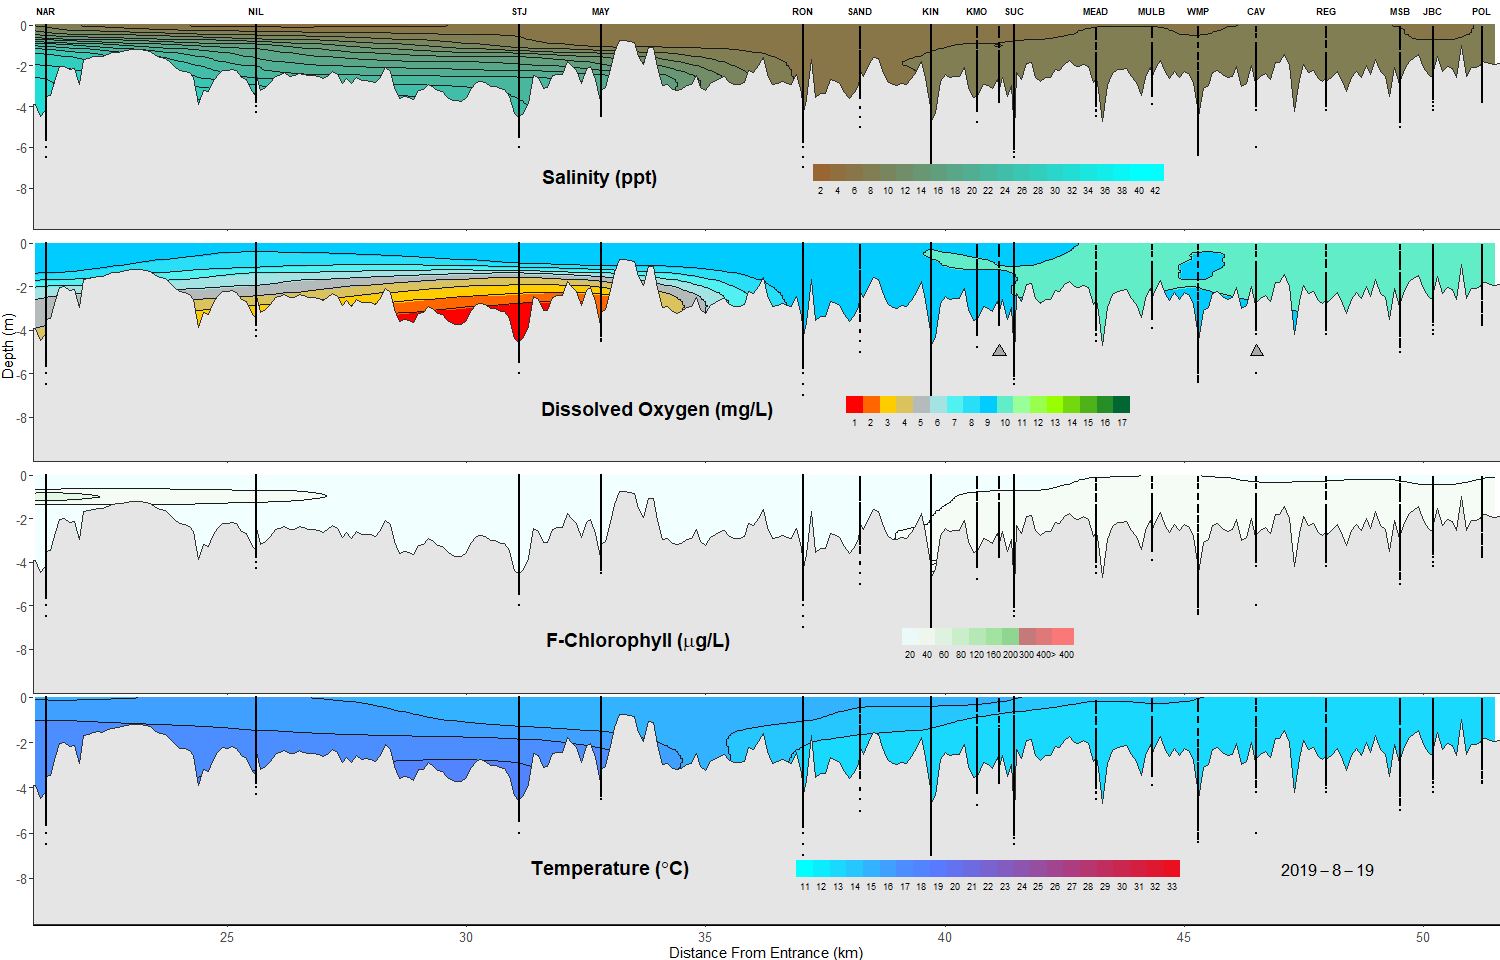 NAR NIL STJ MAY RON SAND KIN KMO SUC MEAD MULB WMP CAV REG MSB JBC POL
0
-2
-4
-6
-8
Salinity (ppt)
2 4 6 8 10 12 14 16 18 20 22 24 26 28 30 32 34 36 38 40 42
0
-2
-4
-6
-8
Dissolved Oxygen (mg/L)
1 2 3 4 5 6 7 8 9 10 11 12 13 14 15 16 17
Depth (m)
0
-2
-4
-6
-8
F-Chlorophyll (μg/L)
20 40 60 80 120 160 200 300 400> 400
0
-2
-4
-6
-8
Temperature (°C)
11 12 13 14 15 16 17 18 19 20 21 22 23 24 25 26 27 28 29 30 31 32 33
2019 – 8 – 19
25 30 35 40 45 50
Distance From Entrance (km)